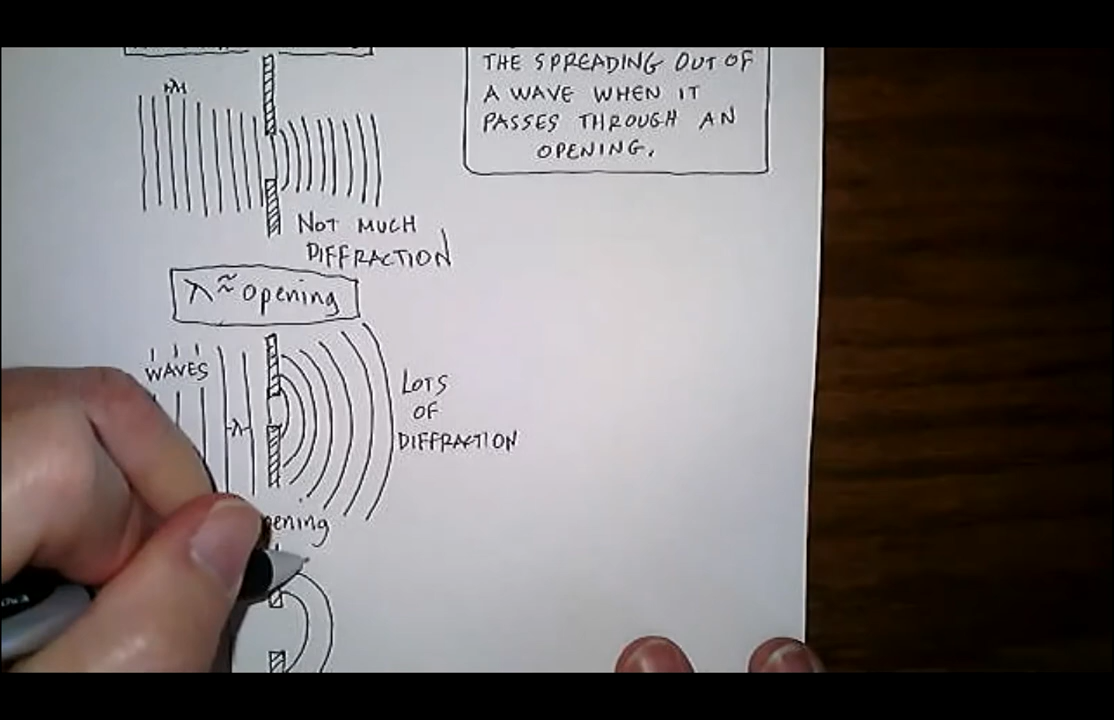 THE SPREADING OUT OF
A WAVE WHEN IT
PASSES THROUGH AN
OPENING.
λ
NOT MUCH
DIFFRACTION
λ ≈ opening
WAVES
λ
LOTS
OF
DIFFRACTION